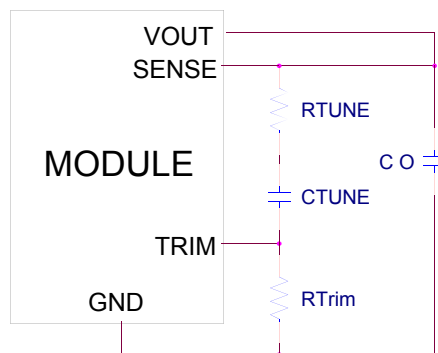 VOUT
SENSE
RTUNE
MODULE
C O
CTUNE
TRIM
GND
RTrim